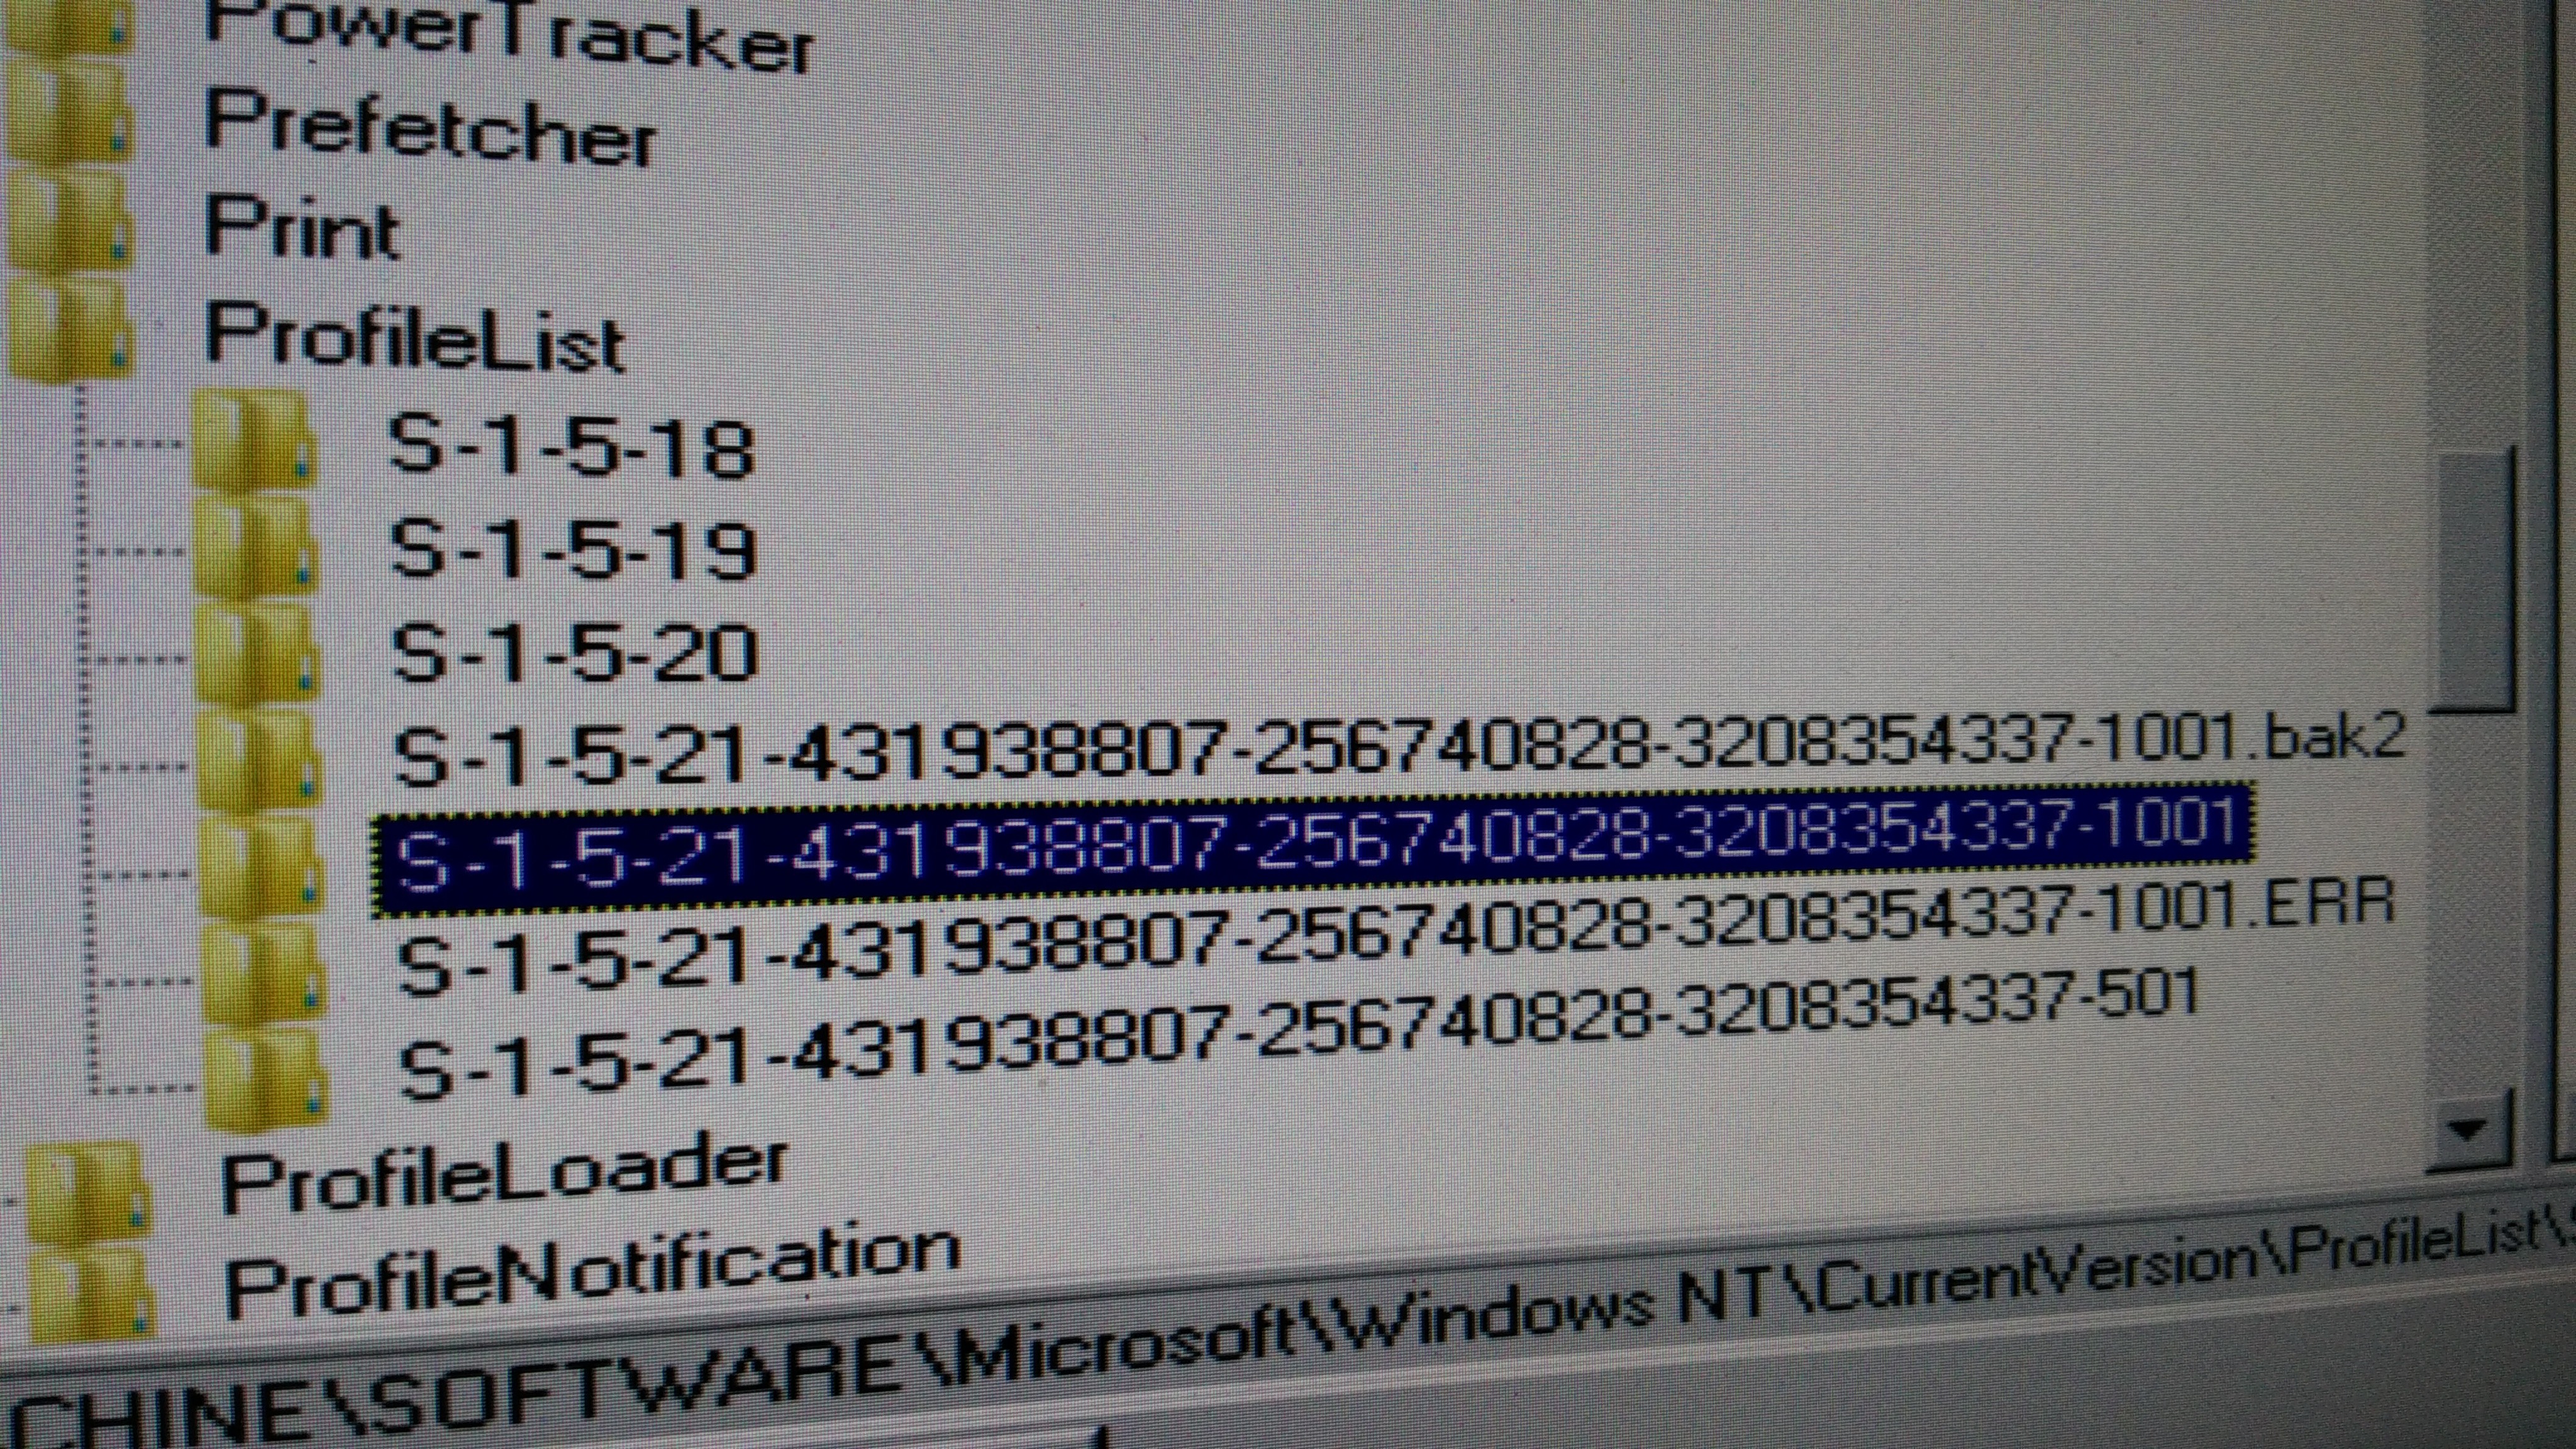 PowerTracker
Prefetcher
Print
ProfileList
S-1-5-18
S-1-5-19
S-1-5-20
S-1-5-21-431938807-256740828-3208354337-1001.bak2
S-1-5-21-431938807-256740828-3208354337-1001
S-1-5-21-431938807-256740828-3208354337-1001.ERR
S-1-5-21-431938807-256740828-3208354337-501
ProfileLoader
ProfileNotification
CHINE\SOFTWARE\Microsoft\Windows NT\CurrentVersion\ProfileList\S